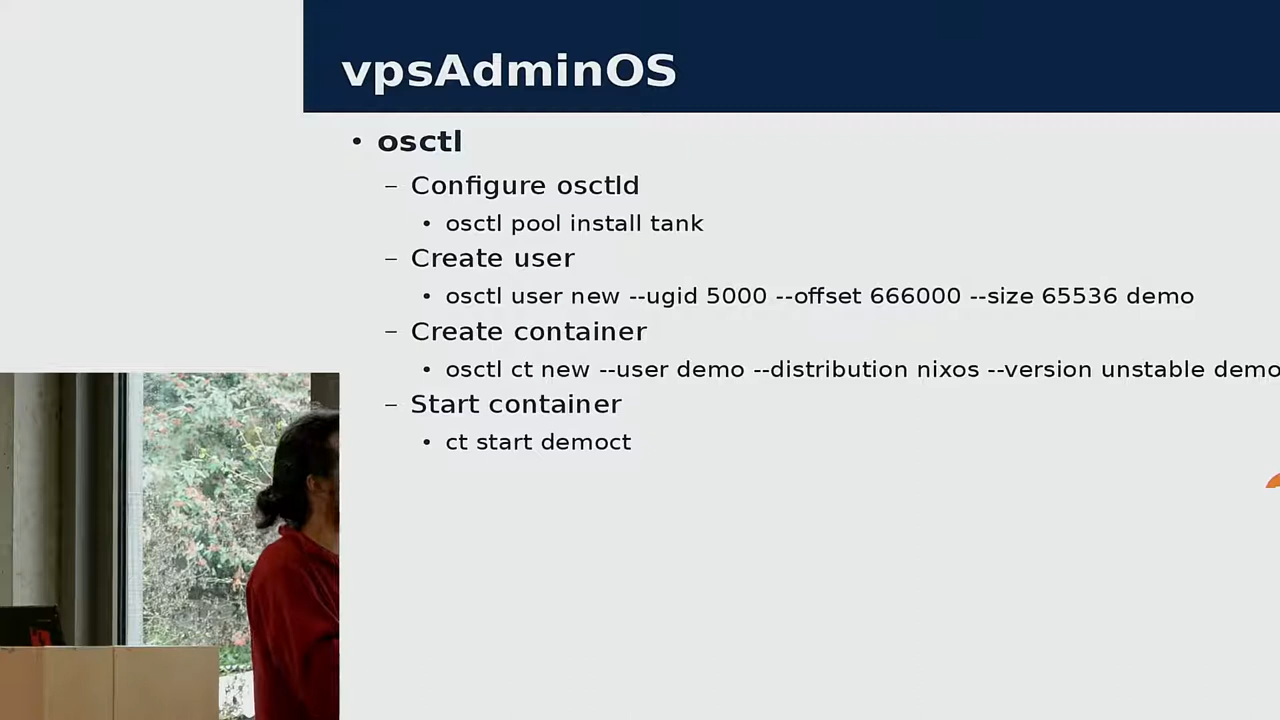 vpsAdminOS
• osctl
– Configure osctld
• osctl pool install tank
– Create user
• osctl user new --ugid 5000 --offset 666000 --size 65536 demo
– Create container
• osctl ct new --user demo --distribution nixos --version unstable demo
– Start container
• ct start democt